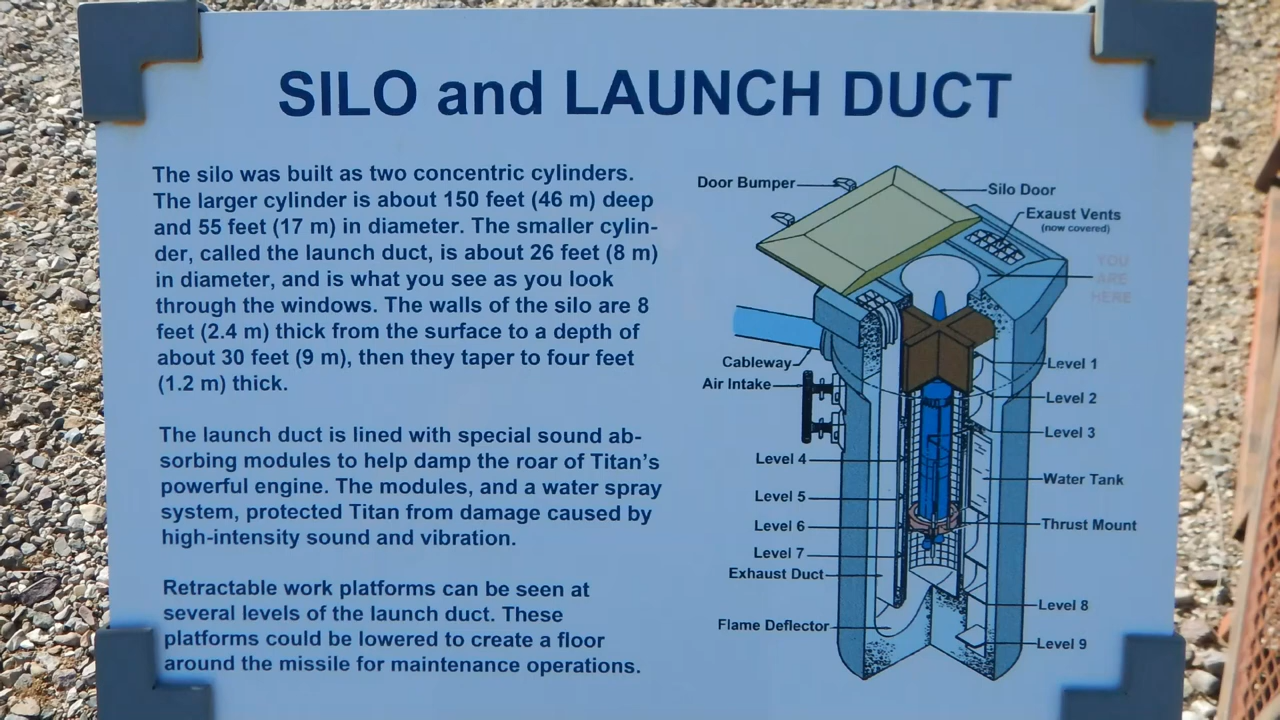 SILO and LAUNCH DUCT
The silo was built as two concentric cylinders.
The larger cylinder is about 150 feet (46 m) deep
and 55 feet (17 m) in diameter. The smaller cylin-
der, called the launch duct, is about 26 feet (8 m)
in diameter, and is what you see as you look
through the windows. The walls of the silo are 8
feet (2.4 m) thick from the surface to a depth of
about 30 feet (9 m), then they taper to four feet
(1.2 m) thick.
The launch duct is lined with special sound ab-
sorbing modules to help damp the roar of Titan's
powerful engine. The modules, and a water spray
system, protected Titan from damage caused by
high-intensity sound and vibration.
Retractable work platforms can be seen at
several levels of the launch duct. These
platforms could be lowered to create a floor
around the missile for maintenance operations.
Door Bumper
Silo Door
Exaust Vents
(now covered)
YOU
ARE
HERE
Cableway
Air Intake
Level 1
Level 2
Level 3
Level 4
Water Tank
Level 5
Level 6
Thrust Mount
Level 7
Exhaust Duct
Level 8
Flame Deflector
Level 9